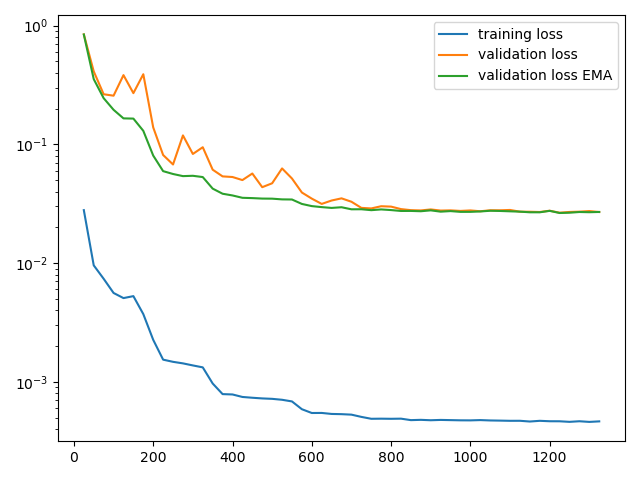 10⁰
10⁻¹
10⁻²
10⁻³
training loss
validation loss
validation loss EMA
0 200 400 600 800 1000 1200